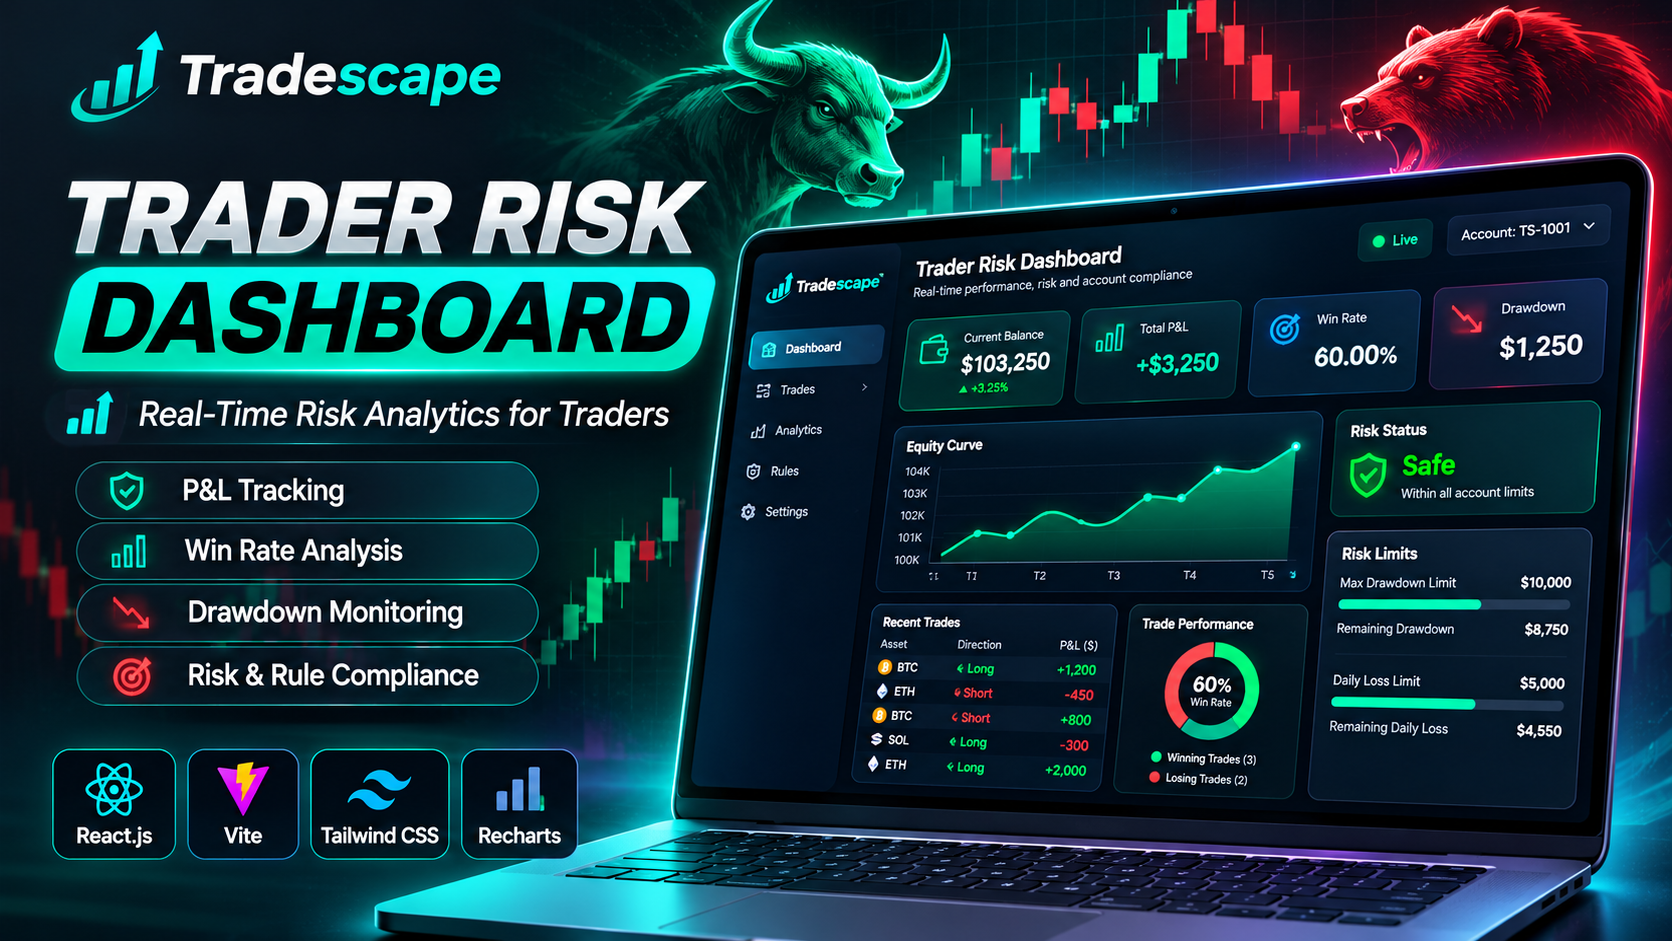 Tradescape
TRADER RISK
DASHBOARD
Real-Time Risk Analytics for Traders
P&L Tracking
Win Rate Analysis
Drawdown Monitoring
Risk & Rule Compliance
React.js
Vite
Tailwind CSS
Recharts
Tradescape
Dashboard
Trades
Analytics
Rules
Settings
Trader Risk Dashboard
Real-time performance, risk and account compliance
Live
Account: TS-1001
Current Balance
$103,250
▲ +3.25%
Total P&L
+$3,250
Win Rate
60.00%
Drawdown
$1,250
Equity Curve
104K
103K
102K
101K
100K
T1 T2 T3 T4 T5
Risk Status
Safe
Within all account limits
Risk Limits
Max Drawdown Limit $10,000
Remaining Drawdown $8,750
Daily Loss Limit $5,000
Remaining Daily Loss $4,550
Recent Trades
Asset Direction P&L ($)
BTC Long +1,200
ETH Short -450
BTC Short +800
SOL Long -300
ETH Long +2,000
Trade Performance
60%
Win Rate
Winning Trades (3)
Losing Trades (2)